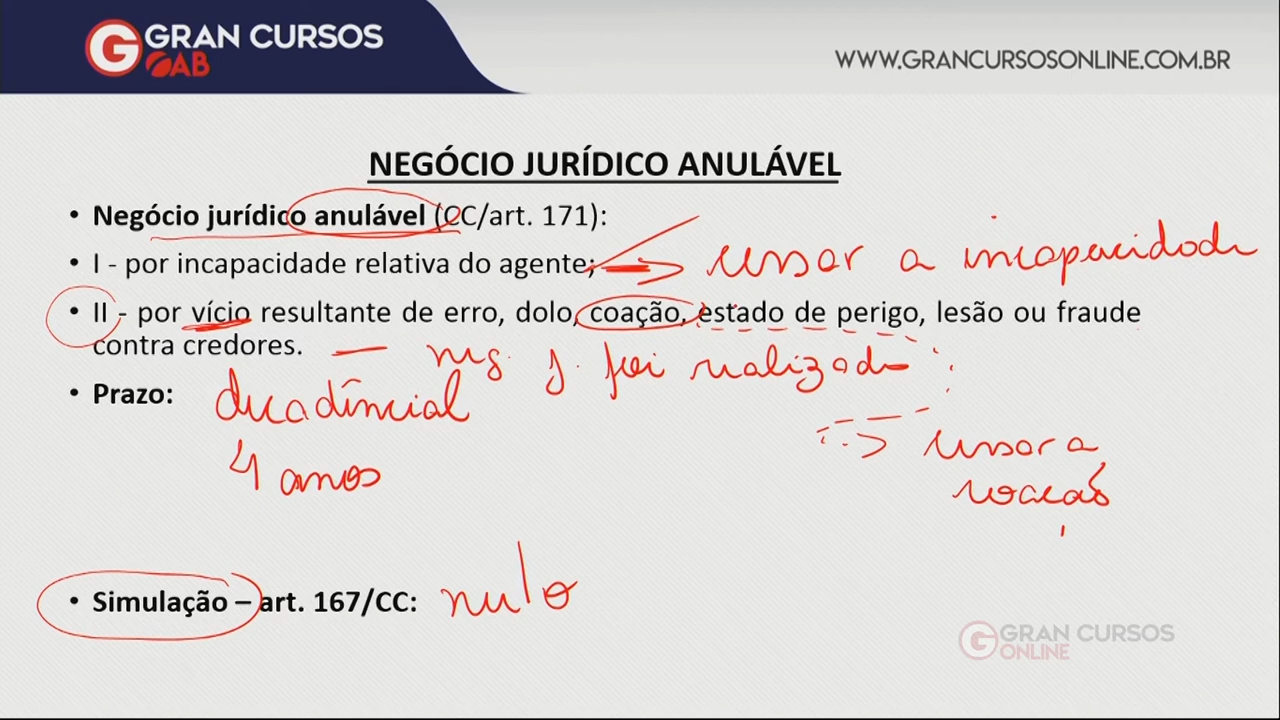 GRAN CURSOS
OAB
WWW.GRANCURSOSONLINE.COM.BR
NEGÓCIO JURÍDICO ANULÁVEL
• Negócio jurídico anulável (CC/art. 171):
• I - por incapacidade relativa do agente; cessar a incapacidade
• II - por vício resultante de erro, dolo, coação, estado de perigo, lesão ou fraude
contra credores. — neg. j. foi realizado
• Prazo: decadêncial
4 anos
cessar a
coação
• Simulação – art. 167/CC: nulo
GRAN CURSOS
ONLINE